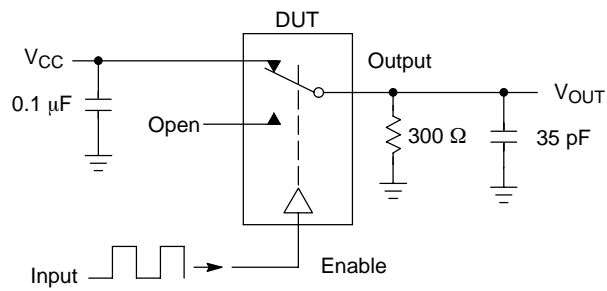 DUT
VCC
Output
0.1 µF
VOUT
Open
300 Ω
35 pF
Input
Enable